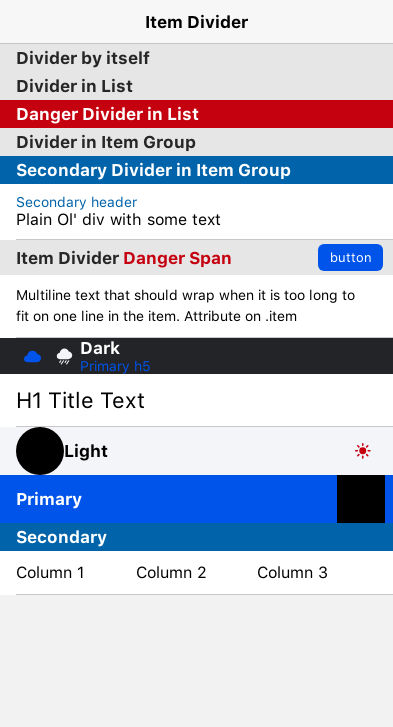 Item Divider
Divider by itself
Divider in List
Danger Divider in List
Divider in Item Group
Secondary Divider in Item Group
Secondary header
Plain Ol' div with some text
Item Divider Danger Span
button
Multiline text that should wrap when it is too long to
fit on one line in the item. Attribute on .item
Dark
Primary h5
H1 Title Text
Light
Primary
Secondary
Column 1 Column 2 Column 3